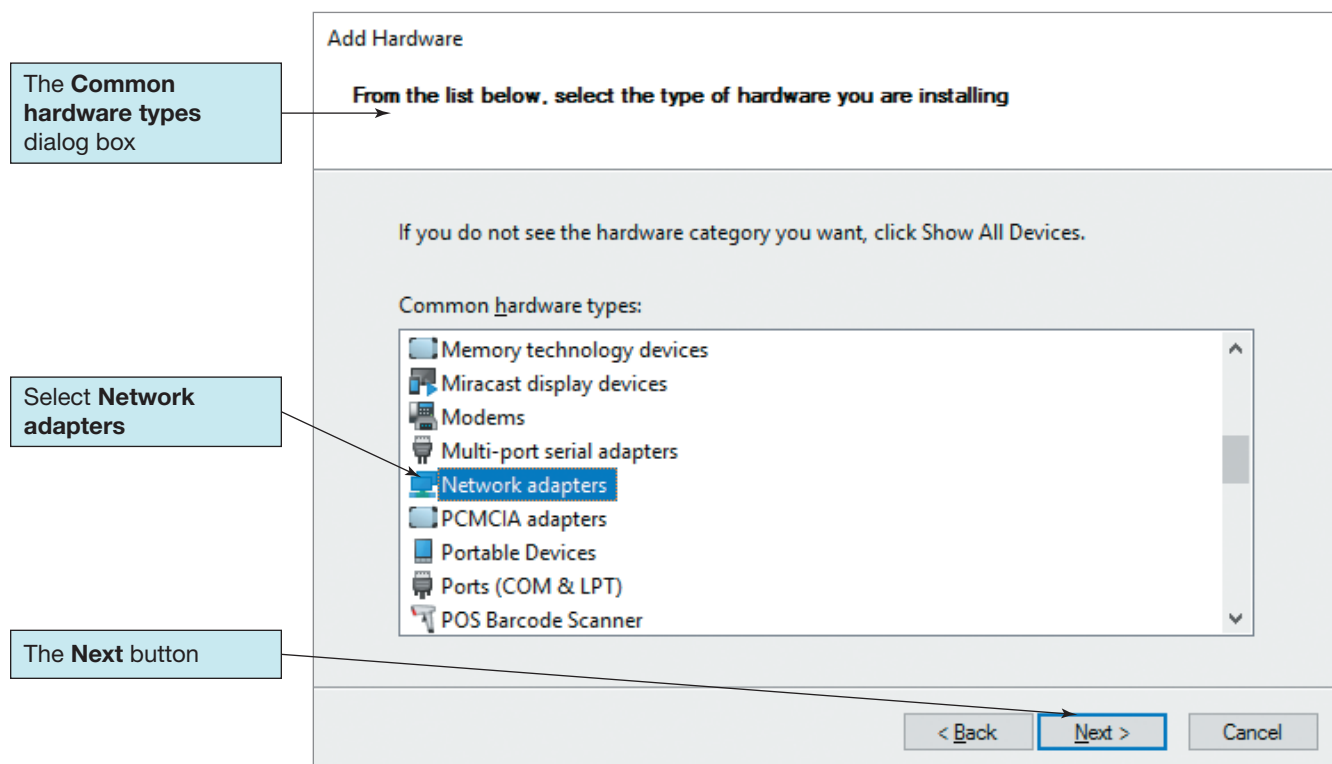 Add Hardware
The Common
hardware types
dialog box
From the list below, select the type of hardware you are installing
If you do not see the hardware category you want, click Show All Devices.
Common hardware types:
Memory technology devices
Miracast display devices
Modems
Multi-port serial adapters
Select Network
adapters
Network adapters
PCMCIA adapters
Portable Devices
Ports (COM & LPT)
POS Barcode Scanner
The Next button
< Back
Next >
Cancel